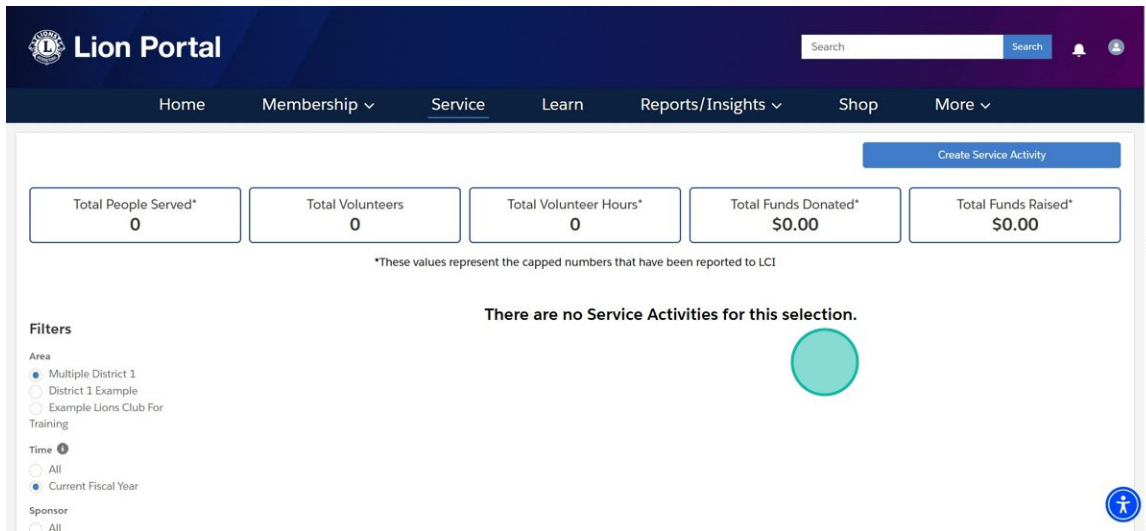 Lion Portal
Search
Search
Home
Membership
Service
Learn
Reports/Insights
Shop
More
Create Service Activity
Total People Served*
0
Total Volunteers
0
Total Volunteer Hours*
0
Total Funds Donated*
$0.00
Total Funds Raised*
$0.00
*These values represent the capped numbers that have been reported to LCI
There are no Service Activities for this selection.
Filters
Area
Multiple District 1
District 1 Example
Example Lions Club For
Training
Time
All
Current Fiscal Year
Sponsor
All